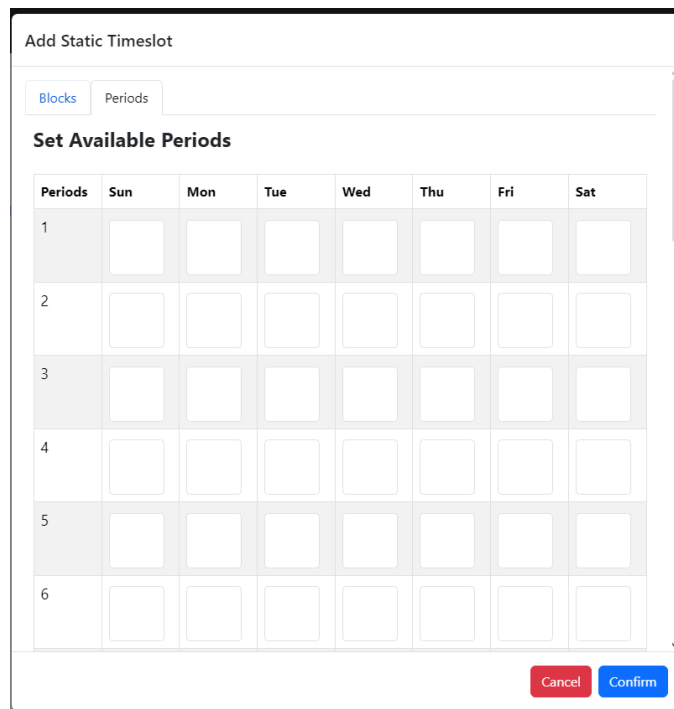 Add Static Timeslot
Blocks Periods
Set Available Periods
Periods Sun Mon Tue Wed Thu Fri Sat
1
2
3
4
5
6
Cancel Confirm